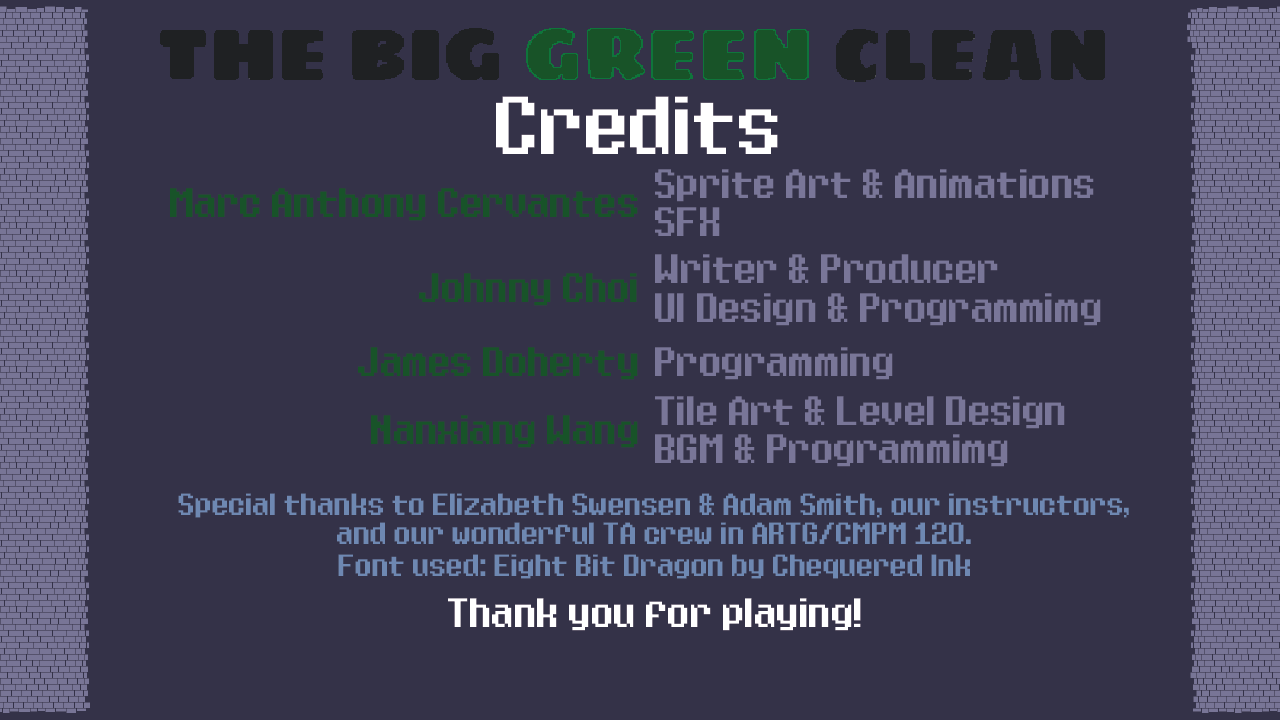 THE BIG GREEN CLEAN
Credits
Marc Anthony Cervantes
Sprite Art & Animations
SFX
Johnny Choi
Writer & Producer
UI Design & Programmimg
James Doherty
Programming
Nanxiang Wang
Tile Art & Level Design
BGM & Programmimg
Special thanks to Elizabeth Swensen & Adam Smith, our instructors,
and our wonderful TA crew in ARTG/CMPM 120.
Font used: Eight Bit Dragon by Chequered Ink
Thank you for playing!